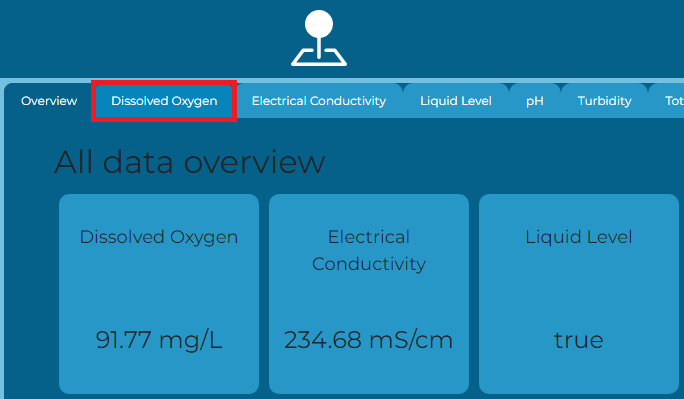 Overview Dissolved Oxygen Electrical Conductivity Liquid Level pH Turbidity Tot
All data overview
Dissolved Oxygen
91.77 mg/L
Electrical
Conductivity
234.68 mS/cm
Liquid Level
true